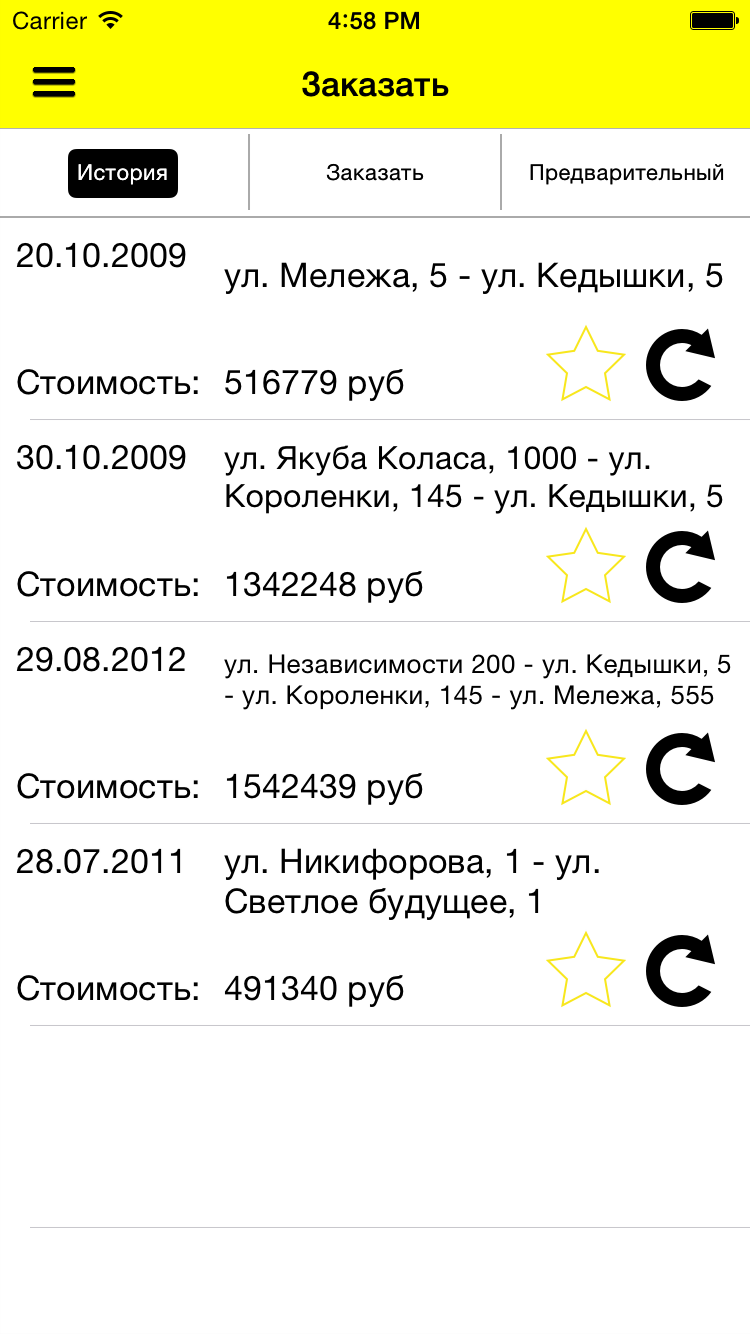 Carrier 4:58 PM
Заказать
История Заказать Предварительный
20.10.2009
ул. Мележа, 5 - ул. Кедышки, 5
Стоимость: 516779 руб
30.10.2009 ул. Якуба Коласа, 1000 - ул.
Короленки, 145 - ул. Кедышки, 5
Стоимость: 1342248 руб
29.08.2012 ул. Независимости 200 - ул. Кедышки, 5
- ул. Короленки, 145 - ул. Мележа, 555
Стоимость: 1542439 руб
28.07.2011 ул. Никифорова, 1 - ул.
Светлое будущее, 1
Стоимость: 491340 руб